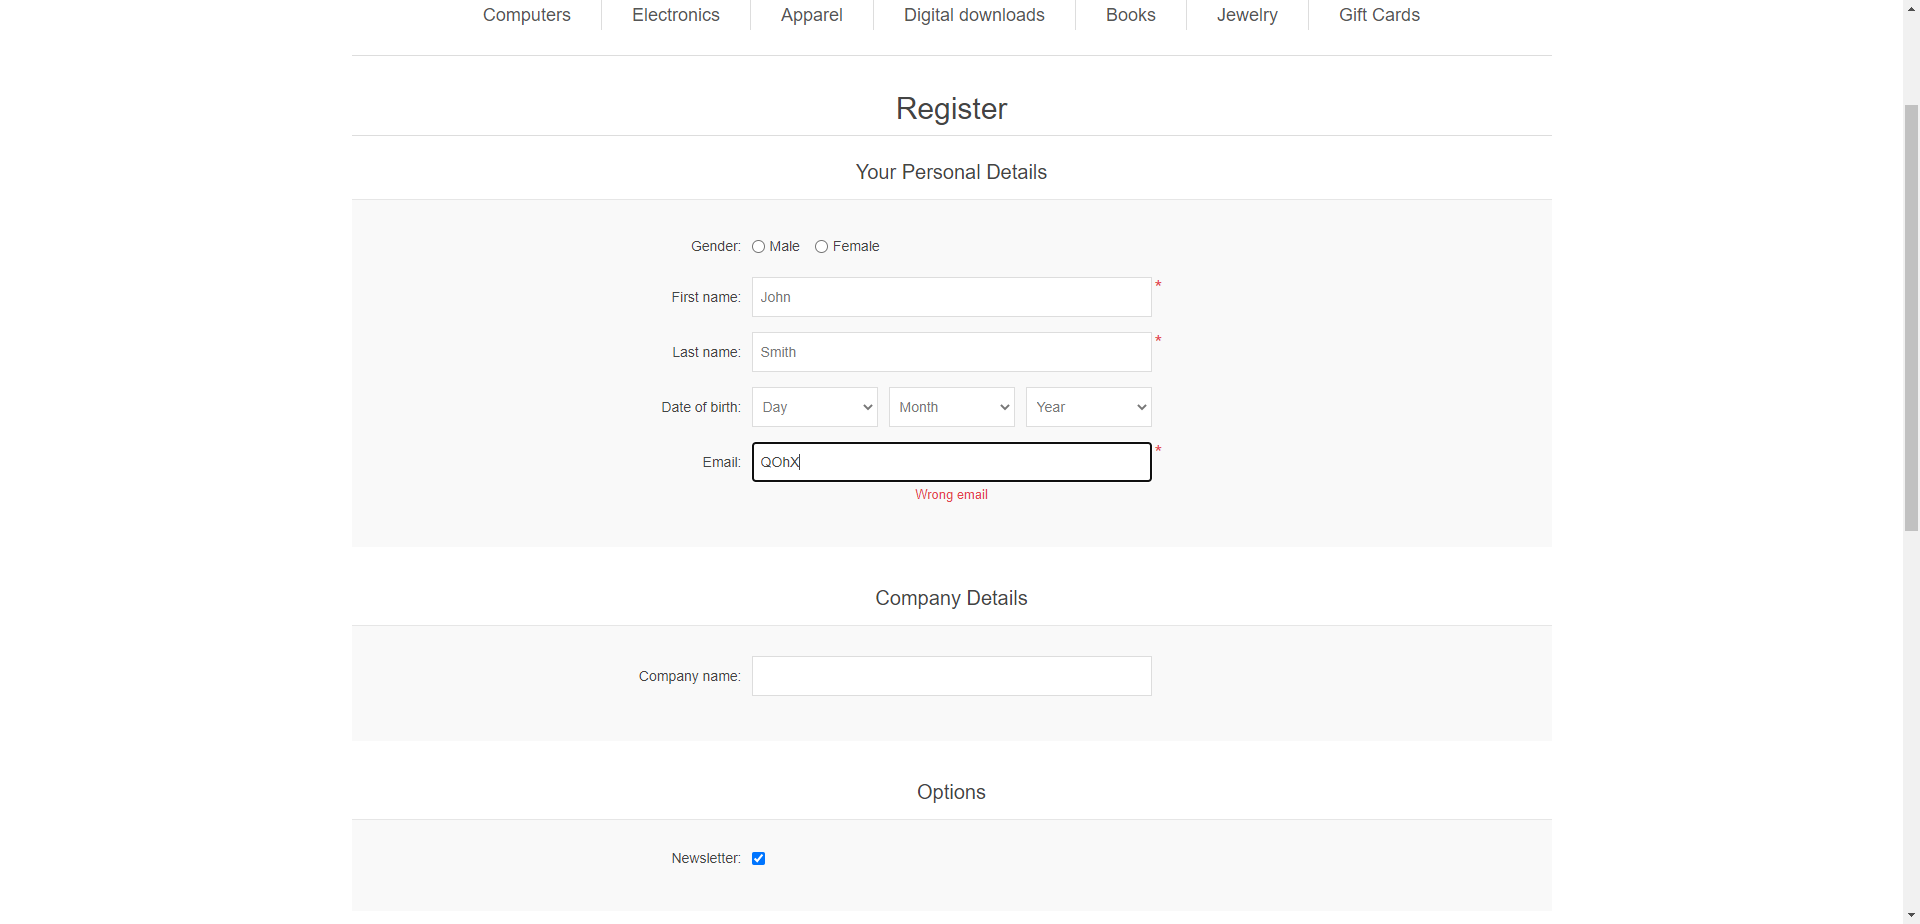 Computers Electronics Apparel Digital downloads Books Jewelry Gift Cards
Register
Your Personal Details
Gender: Male Female
First name: John *
Last name: Smith *
Date of birth: Day Month Year
Email: QOhX *
Wrong email
Company Details
Company name:
Options
Newsletter: